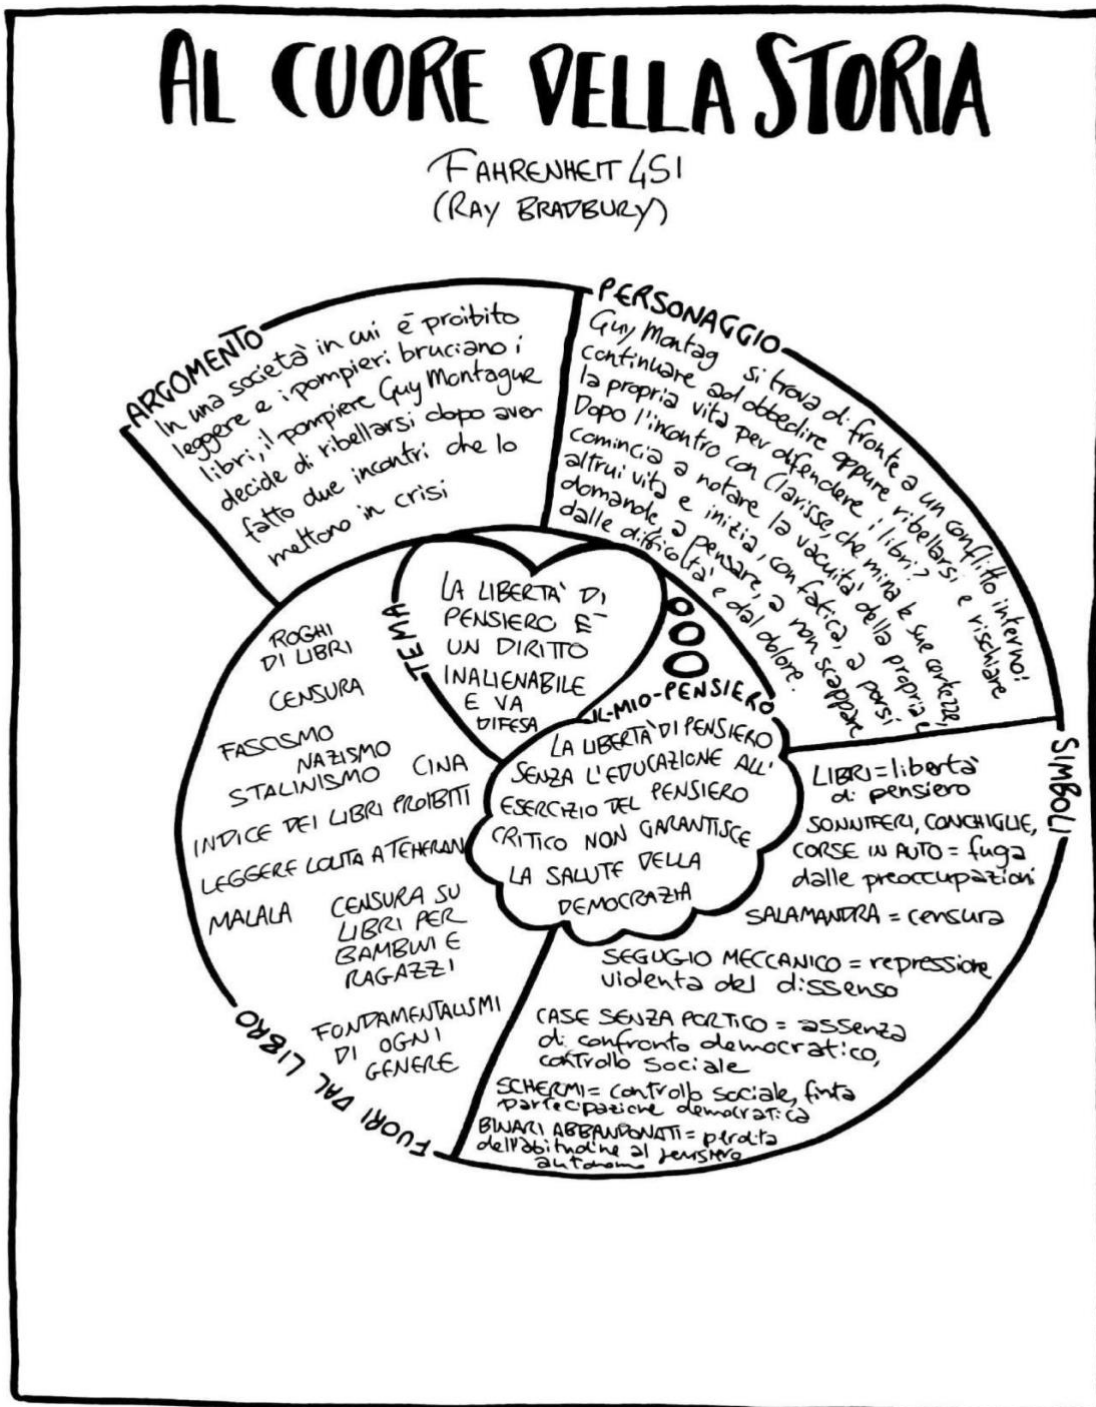 AL CUORE DELLA STORIA
FAHRENHEIT 451
(RAY BRADBURY)
ARGOMENTO
In una società in cui è proibito
leggere e i pompieri bruciano i
libri, il pompiere Guy Montague
decide di ribellarsi dopo aver
fatto due incontri che lo
mettono in crisi
PERSONAGGIO
Guy Montag si trova di fronte a un conflitto interno:
continuare ad obbedire oppure ribellarsi e rischiare
la propria vita per difendere i libri?
Dopo l'incontro con Clarisse, che mina le sue certezze,
comincia a notare la vacuità della propria e
altrui vita e inizia, con fatica, a porsi
domande, a pensare, a non scappare
dalle difficoltà e dal dolore.
TEMA
LA LIBERTÀ DI
PENSIERO È
UN DIRITTO
INALIENABILE
E VA
DIFESA
IL-MIO-PENSIERO
LA LIBERTÀ DI PENSIERO
SENZA L'EDUCAZIONE ALL'
ESERCIZIO DEL PENSIERO
CRITICO NON GARANTISCE
LA SALUTE DELLA
DEMOCRAZIA
SIMBOLI
LIBRI = libertà
di pensiero
SONNIFERI, CONCHIGLIE,
CORSE IN AUTO = fuga
dalle preoccupazioni
SALAMANDRA = censura
SEGUGIO MECCANICO = repressione
violenta del dissenso
CASE SENZA PORTICO = assenza
di confronto democratico,
controllo sociale
SCHERMI = controllo sociale, finta
partecipazione democratica
BINARI ABBANDONATI = perdita
dell'abitudine al pensiero
autonomo
FUORI DAL LIBRO
ROGHI
DI LIBRI
CENSURA
FASCISMO
NAZISMO
STALINISMO CINA
INDICE DEI LIBRI PROIBITI
LEGGERE LOLITA A TEHERAN
MALALA
CENSURA SU
LIBRI PER
BAMBINI E
RAGAZZI
FONDAMENTALISMI
DI OGNI
GENERE